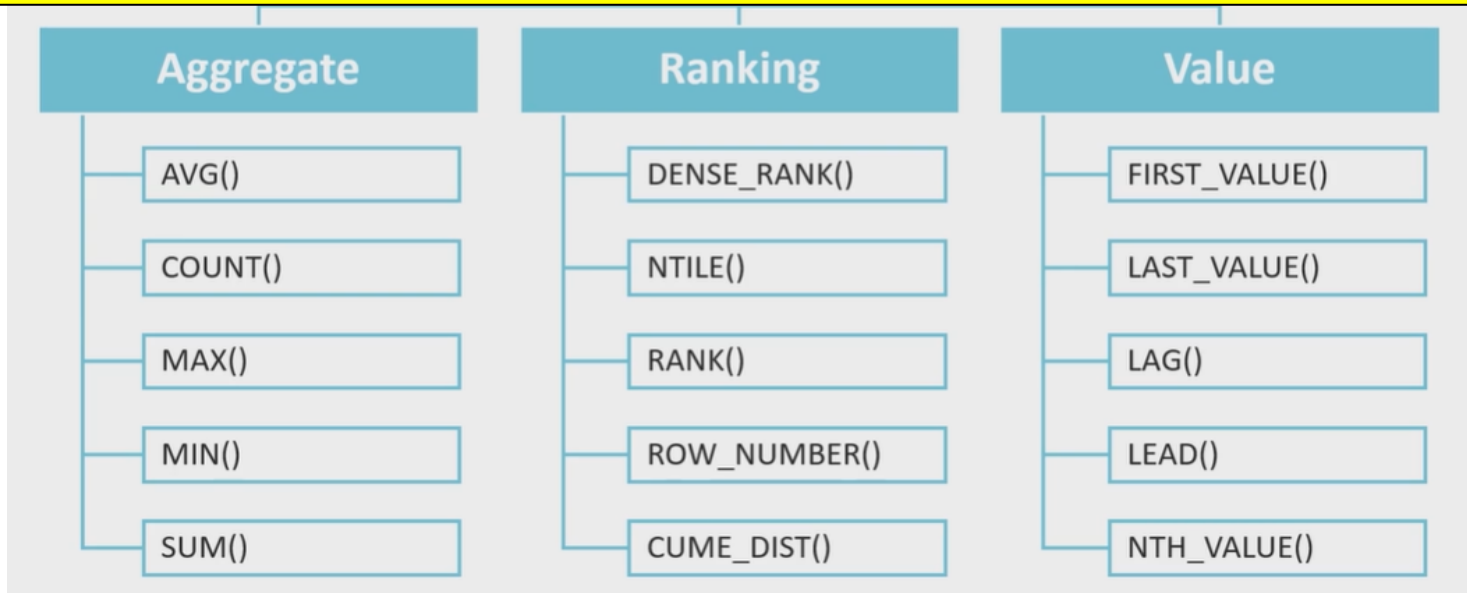 Aggregate
AVG()
COUNT()
MAX()
MIN()
SUM()
Ranking
DENSE_RANK()
NTILE()
RANK()
ROW_NUMBER()
CUME_DIST()
Value
FIRST_VALUE()
LAST_VALUE()
LAG()
LEAD()
NTH_VALUE()